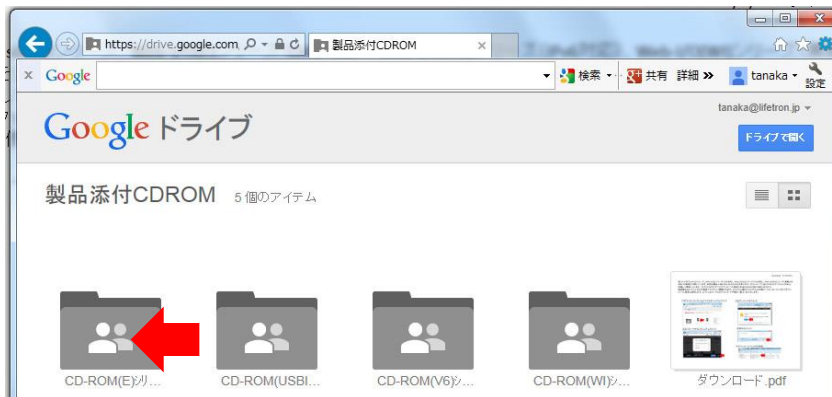 https://drive.google.com
製品添付CDROM
Google
検索
共有
詳細 »
tanaka
設定
Google ドライブ
tanaka@lifetron.jp
ドライブで開く
製品添付CDROM 5 個のアイテム
CD-ROM(E)シリ...
CD-ROM(USBI...
CD-ROM(V6)シ...
CD-ROM(WI)シ...
ダウンロード.pdf